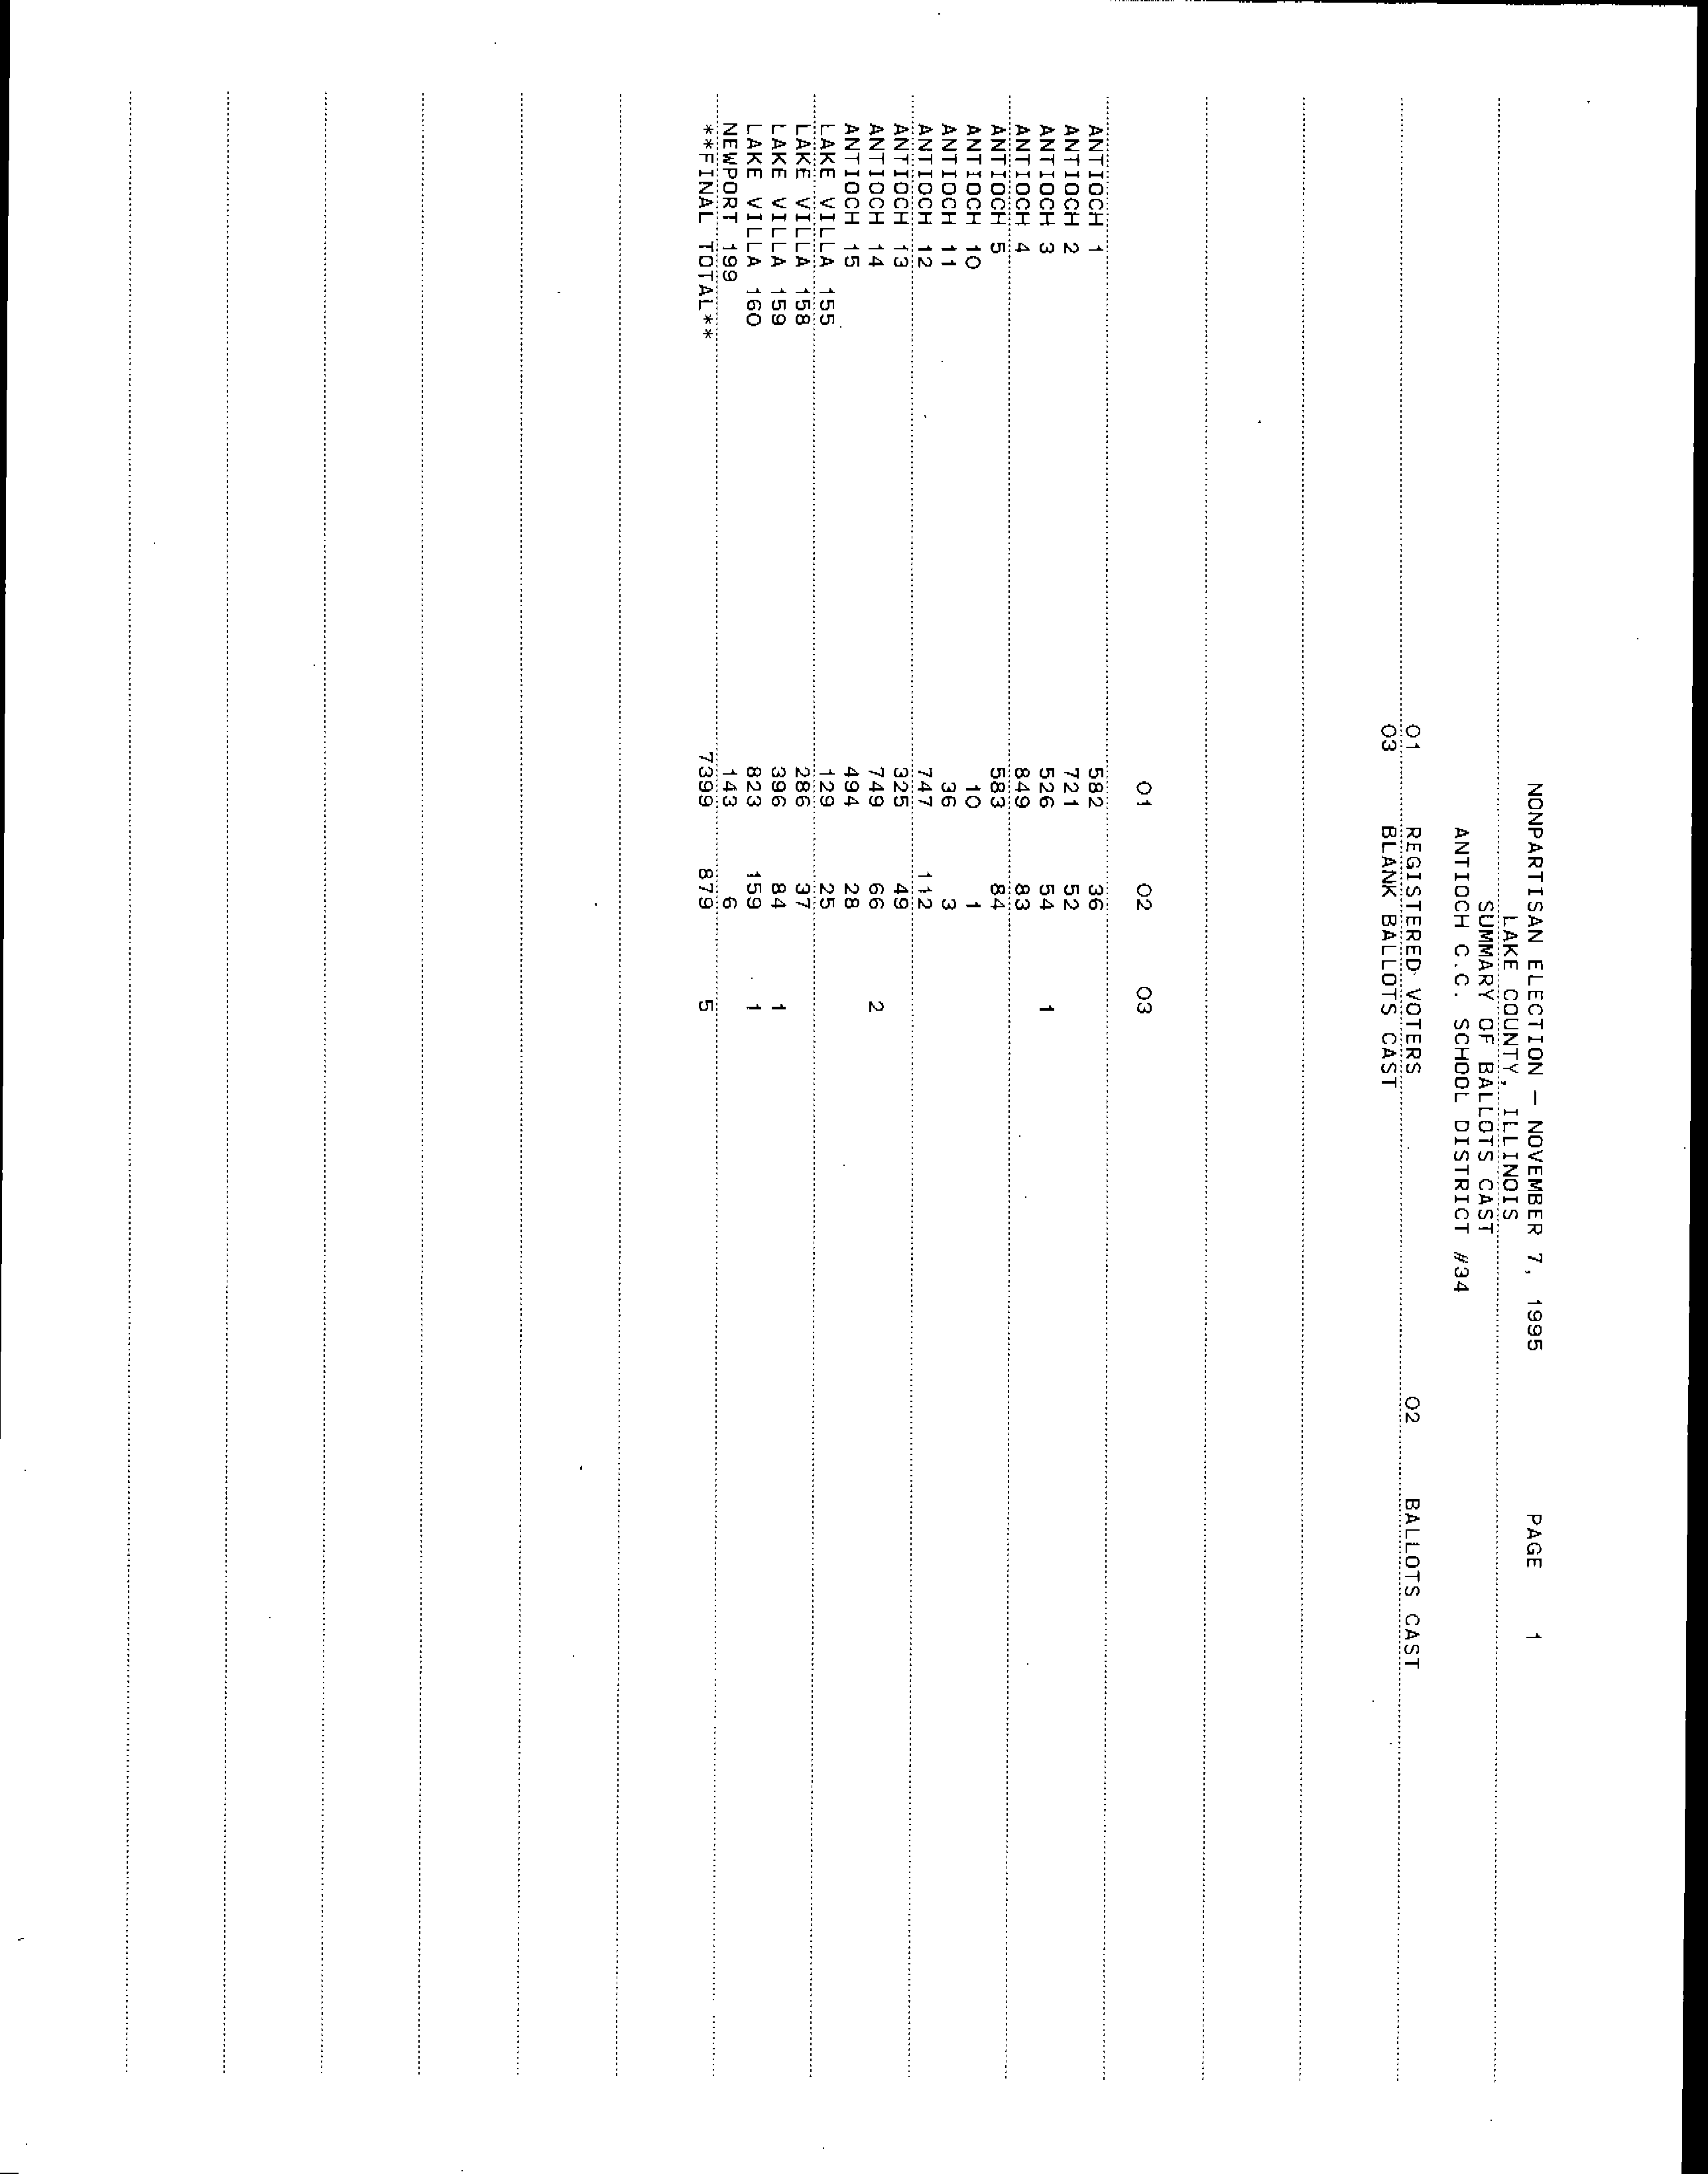 NONPARTISAN ELECTION - NOVEMBER 7, 1995 PAGE 1
LAKE COUNTY, ILLINOIS
SUMMARY OF BALLOTS CAST
ANTIOCH C.C. SCHOOL DISTRICT #34
01 REGISTERED VOTERS 02 BALLOTS CAST
03 BLANK BALLOTS CAST
01 02 03
ANTIOCH 1 582 36
ANTIOCH 2 721 52
ANTIOCH 3 526 54 1
ANTIOCH 4 849 83
ANTIOCH 5 583 84
ANTIOCH 10 10 1
ANTIOCH 11 36 3
ANTIOCH 12 747 112
ANTIOCH 13 325 49
ANTIOCH 14 749 66 2
ANTIOCH 15 494 28
LAKE VILLA 155 129 25
LAKE VILLA 158 286 37
LAKE VILLA 159 396 84 1
LAKE VILLA 160 823 159 1
NEWPORT 199 143 6
**FINAL TOTAL** 7399 879 5